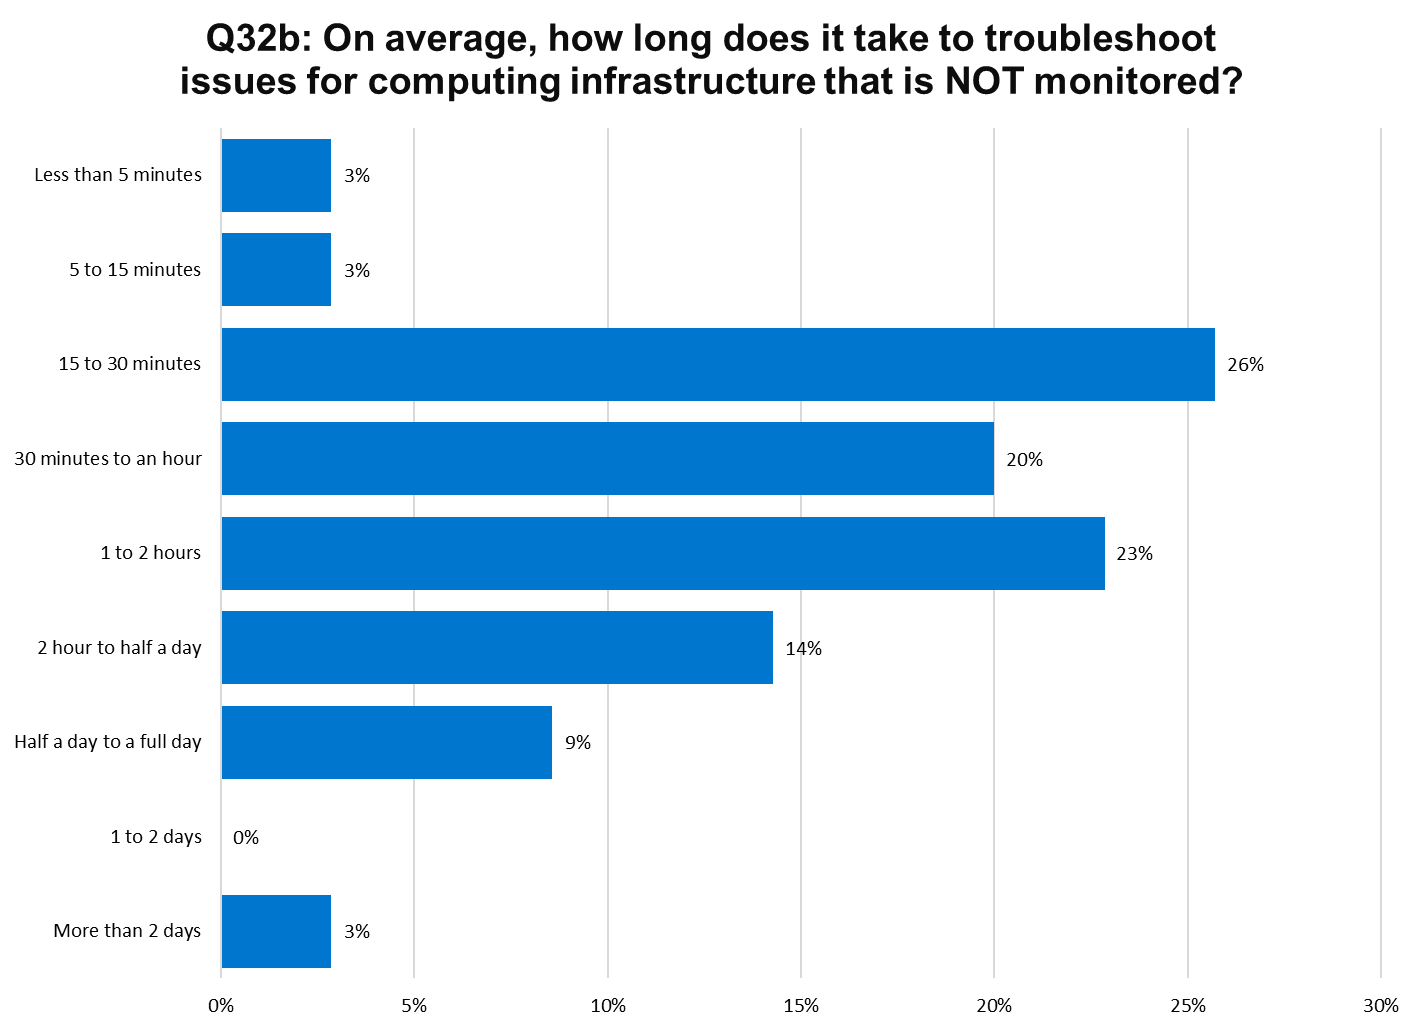 Q32b: On average, how long does it take to troubleshoot
issues for computing infrastructure that is NOT monitored?
Less than 5 minutes 3%
5 to 15 minutes 3%
15 to 30 minutes 26%
30 minutes to an hour 20%
1 to 2 hours 23%
2 hour to half a day 14%
Half a day to a full day 9%
1 to 2 days 0%
More than 2 days 3%
0% 5% 10% 15% 20% 25% 30%